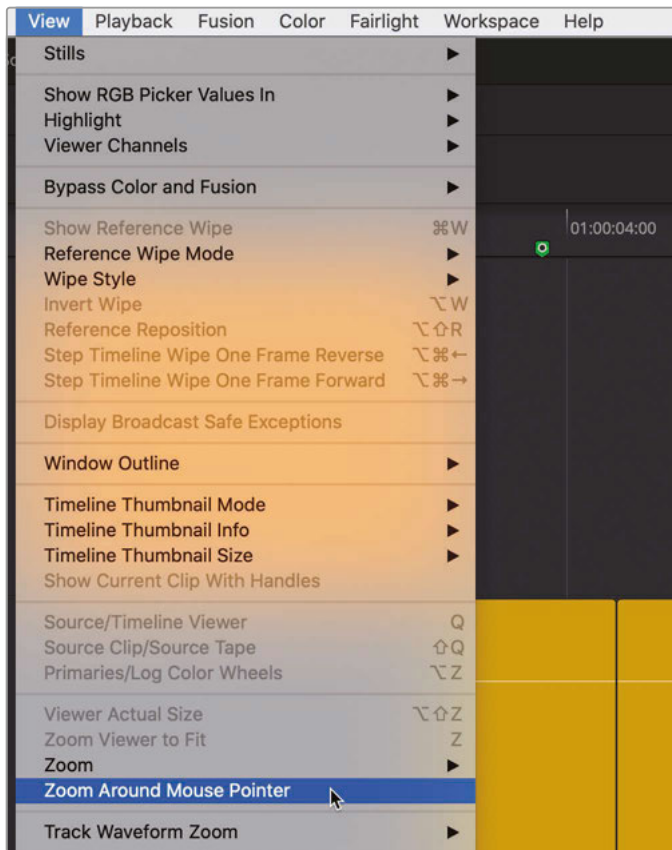 View Playback Fusion Color Fairlight Workspace Help
Stills
Show RGB Picker Values In
Highlight
Viewer Channels
Bypass Color and Fusion
Show Reference Wipe ⌘W
01:00:04:00
Reference Wipe Mode
Wipe Style
Invert Wipe ⌥W
Reference Reposition ⌥⇧R
Step Timeline Wipe One Frame Reverse ⌥⌘←
Step Timeline Wipe One Frame Forward ⌥⌘→
Display Broadcast Safe Exceptions
Window Outline
Timeline Thumbnail Mode
Timeline Thumbnail Info
Timeline Thumbnail Size
Show Current Clip With Handles
Source/Timeline Viewer Q
Source Clip/Source Tape ⇧Q
Primaries/Log Color Wheels ⌥Z
Viewer Actual Size ⌥⇧Z
Zoom Viewer to Fit Z
Zoom
Zoom Around Mouse Pointer
Track Waveform Zoom